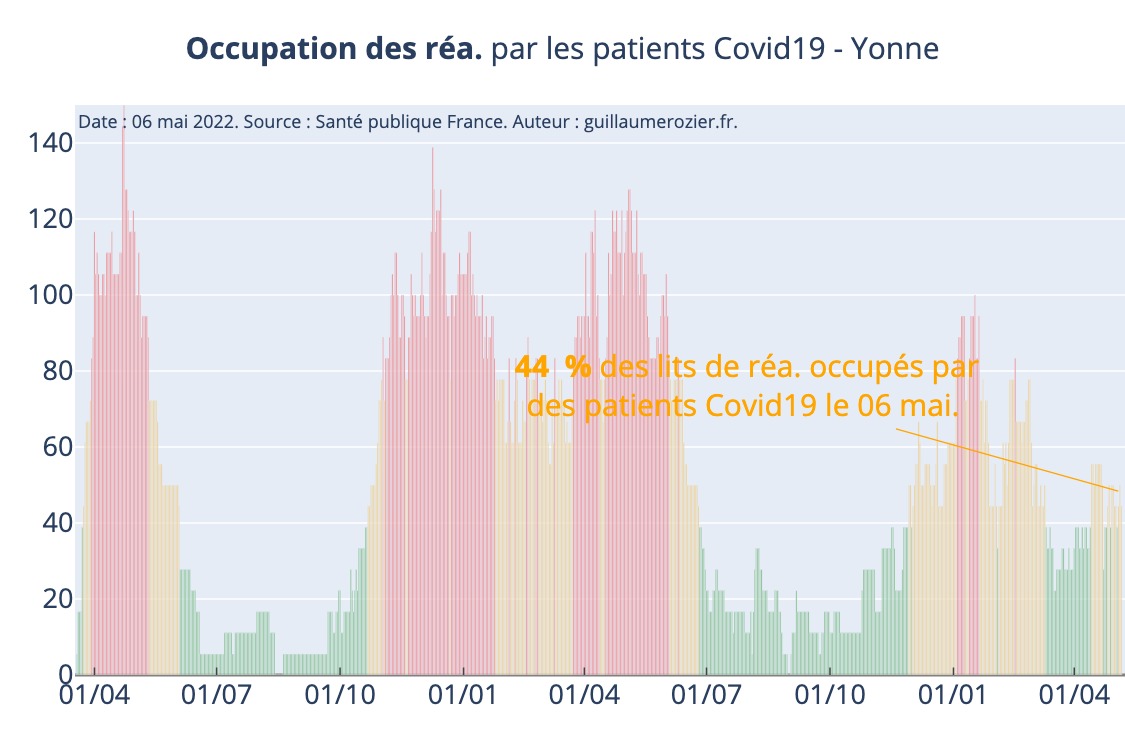 Occupation des réa. par les patients Covid19 - Yonne
Date : 06 mai 2022. Source : Santé publique France. Auteur : guillaumerozier.fr.
140
120
100
80
60
40
20
0
44 % des lits de réa. occupés par
des patients Covid19 le 06 mai.
01/04 01/07 01/10 01/01 01/04 01/07 01/10 01/01 01/04